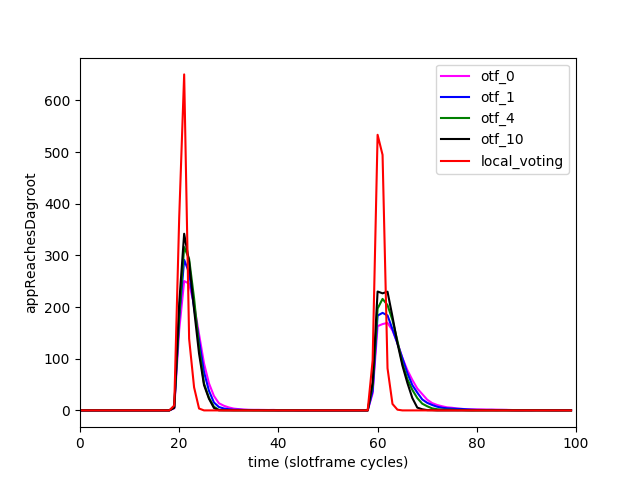 otf_0
otf_1
otf_4
otf_10
local_voting
600
500
400
300
200
100
0
appReachesDagroot
0 20 40 60 80 100
time (slotframe cycles)